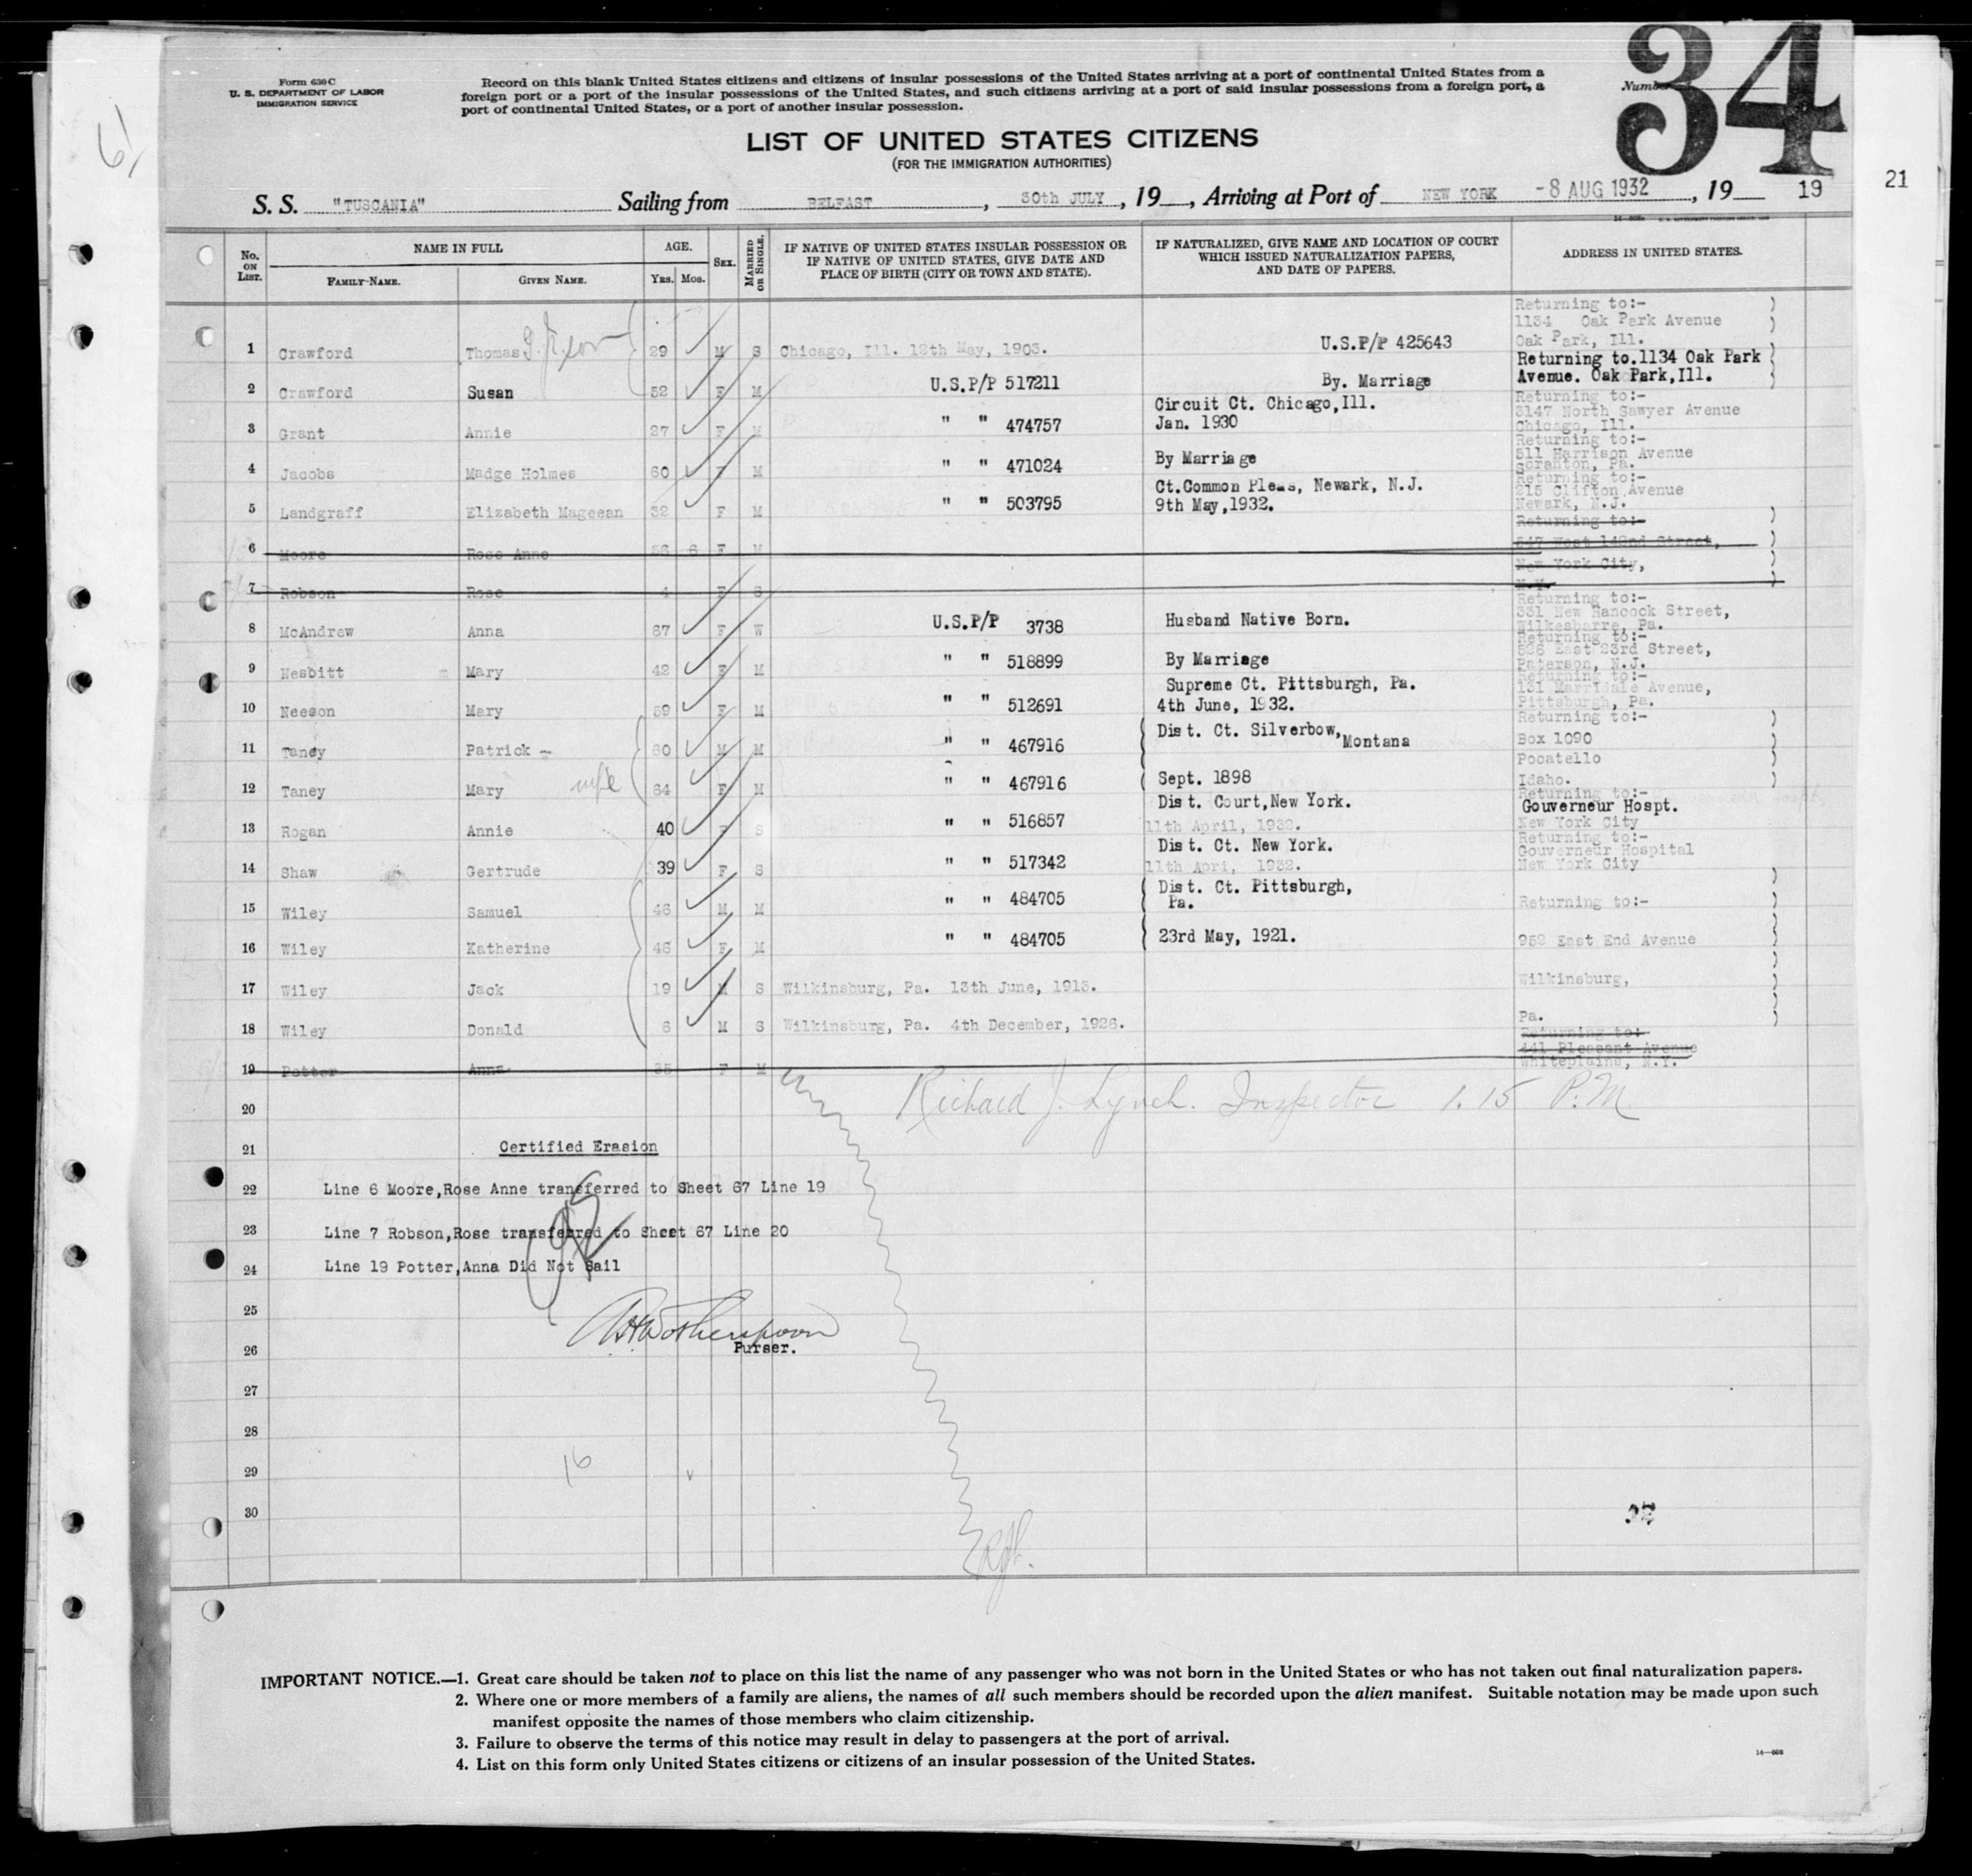 Form 630 C
U. S. DEPARTMENT OF LABOR
IMMIGRATION SERVICE
Record on this blank United States citizens and citizens of insular possessions of the United States arriving at a port of continental United States from a
foreign port or a port of the insular possessions of the United States, and such citizens arriving at a port of said insular possessions from a foreign port, a
port of continental United States, or a port of another insular possession.
Number
34
LIST OF UNITED STATES CITIZENS
(FOR THE IMMIGRATION AUTHORITIES)
S. S. "TUSCANIA" Sailing from BELFAST, 30th JULY, 19__, Arriving at Port of NEW YORK -8 AUG 1932, 19__ 19
21
61
No. ON LIST. NAME IN FULL AGE. SEX. MARRIED OR SINGLE. IF NATIVE OF UNITED STATES INSULAR POSSESSION OR IF NATIVE OF UNITED STATES, GIVE DATE AND PLACE OF BIRTH (CITY OR TOWN AND STATE). IF NATURALIZED, GIVE NAME AND LOCATION OF COURT WHICH ISSUED NATURALIZATION PAPERS, AND DATE OF PAPERS. ADDRESS IN UNITED STATES.
FAMILY-NAME. GIVEN NAME. YRS. MOS.
Returning to:-
1134 Oak Park Avenue
1 Crawford Thomas G. son 29 M S Chicago, Ill. 18th May, 1903. U.S.P/P 425643 Oak Park, Ill.
Returning to.1134 Oak Park
2 Crawford Susan 52 F M U.S.P/P 517211 By. Marriage Avenue. Oak Park,Ill.
Circuit Ct. Chicago,Ill. Returning to:-
3147 North Sawyer Avenue
3 Grant Annie 27 F M " " 474757 Jan. 1930 Chicago, Ill.
Returning to:-
511 Harrison Avenue
4 Jacobs Madge Holmes 60 F M " " 471024 By Marriage Scranton, Pa.
Returning to:-
Ct.Common Pleas, Newark, N.J. 215 Clifton Avenue
5 Landgraff Elizabeth Mageean 32 F M " " 503795 9th May,1932. Newark, N.J.
Returning to:-
6 Moore Rose Anne 56 6 F M 547 West 142nd Street,
New York City,
7 Robson Rose 4 F S N.Y.
Returning to:-
331 New Hancock Street,
8 McAndrew Anna 67 F W U.S.P/P 3738 Husband Native Born. Wilkesbarre, Pa.
Returning to:-
526 East 23rd Street,
9 Nesbitt Mary 42 F M " " 518899 By Marriage Paterson, N.J.
Returning to:-
Supreme Ct. Pittsburgh, Pa. 131 Marridale Avenue,
10 Neeson Mary 59 F M " " 512691 4th June, 1932. Pittsburgh, Pa.
Returning to:-
11 Taney Patrick 60 M M " " 467916 Dist. Ct. Silverbow, Montana Box 1090
Pocatello
12 Taney Mary wife 64 F M " " 467916 Sept. 1898 Idaho.
Returning to:-
Dist. Court,New York. Gouverneur Hospt.
13 Rogan Annie 40 F S " " 516857 11th April, 1932. New York City
Returning to:-
Dist. Ct. New York. Gouverneur Hospital
14 Shaw Gertrude 39 F S " " 517342 11th Apri, 1932. New York City
15 Wiley Samuel 46 M M " " 484705 Dist. Ct. Pittsburgh, Pa. Returning to:-
16 Wiley Katherine 46 F M " " 484705 23rd May, 1921. 958 East End Avenue
17 Wiley Jack 19 M S Wilkinsburg, Pa. 13th June, 1913. Wilkinsburg,
18 Wiley Donald 6 M S Wilkinsburg, Pa. 4th December, 1926. Pa.
Returning to:-
441 Pleasant Avenue
19 Potter Anna 35 F M Whiteplains, N.Y.
20 Richard J. Lynch. Inspector 1.15 P.M
21 Certified Erasion
22 Line 6 Moore,Rose Anne transferred to Sheet 67 Line 19
23 Line 7 Robson,Rose transferred to Sheet 67 Line 20
24 Line 19 Potter,Anna Did Not Sail
25
Wotherspoon
26 Purser.
27
28
29 16
30
IMPORTANT NOTICE.—1. Great care should be taken not to place on this list the name of any passenger who was not born in the United States or who has not taken out final naturalization papers.
2. Where one or more members of a family are aliens, the names of all such members should be recorded upon the alien manifest. Suitable notation may be made upon such
manifest opposite the names of those members who claim citizenship.
3. Failure to observe the terms of this notice may result in delay to passengers at the port of arrival.
4. List on this form only United States citizens or citizens of an insular possession of the United States.